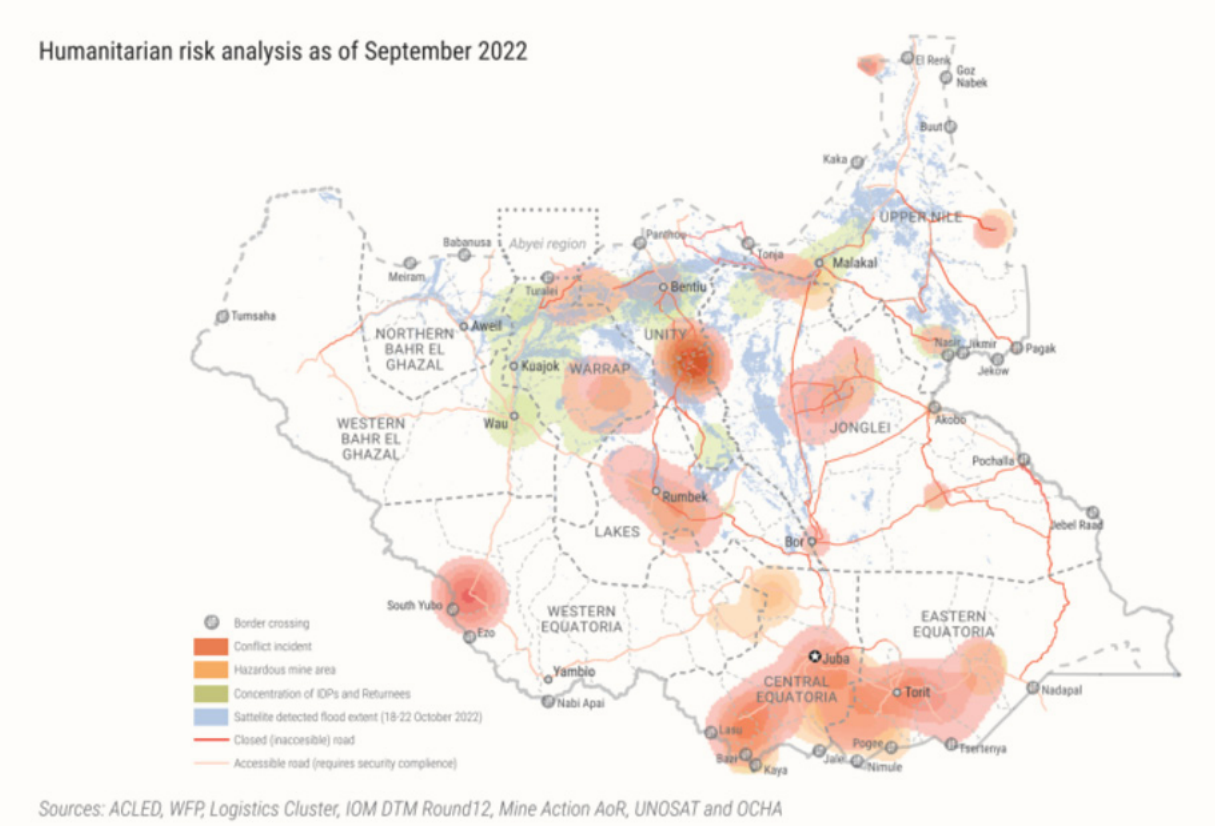 Humanitarian risk analysis as of September 2022
El Renk
Goz
Nabek
Buut
Kaka
UPPER NILE
Babanusa
Abyei region
Panthou
Tonja
Malakal
Meiram
Turalei
Bentiu
Tumsaha
Aweil
NORTHERN
BAHR EL
GHAZAL
UNITY
Nasir
Jikmir
Pagak
Jekow
Kuajok
WARRAP
Wau
WESTERN
BAHR EL
GHAZAL
JONGLEI
Akobo
Pochalla
Rumbek
Jebel Raad
LAKES
Bor
South Yubo
WESTERN
EQUATORIA
EASTERN
EQUATORIA
Ezo
Juba
Yambio
CENTRAL
EQUATORIA
Torit
Nadapal
Nabi Apai
Lasu
Bazi
Kaya
Jale
Pogee
Nimule
Tsertenya
Border crossing
Conflict incident
Hazardous mine area
Concentration of IDPs and Returnees
Sattelite detected flood extent (18-22 October 2022)
Closed (inaccesible) road
Accessible road (requires security complience)
Sources: ACLED, WFP, Logistics Cluster, IOM DTM Round12, Mine Action AoR, UNOSAT and OCHA